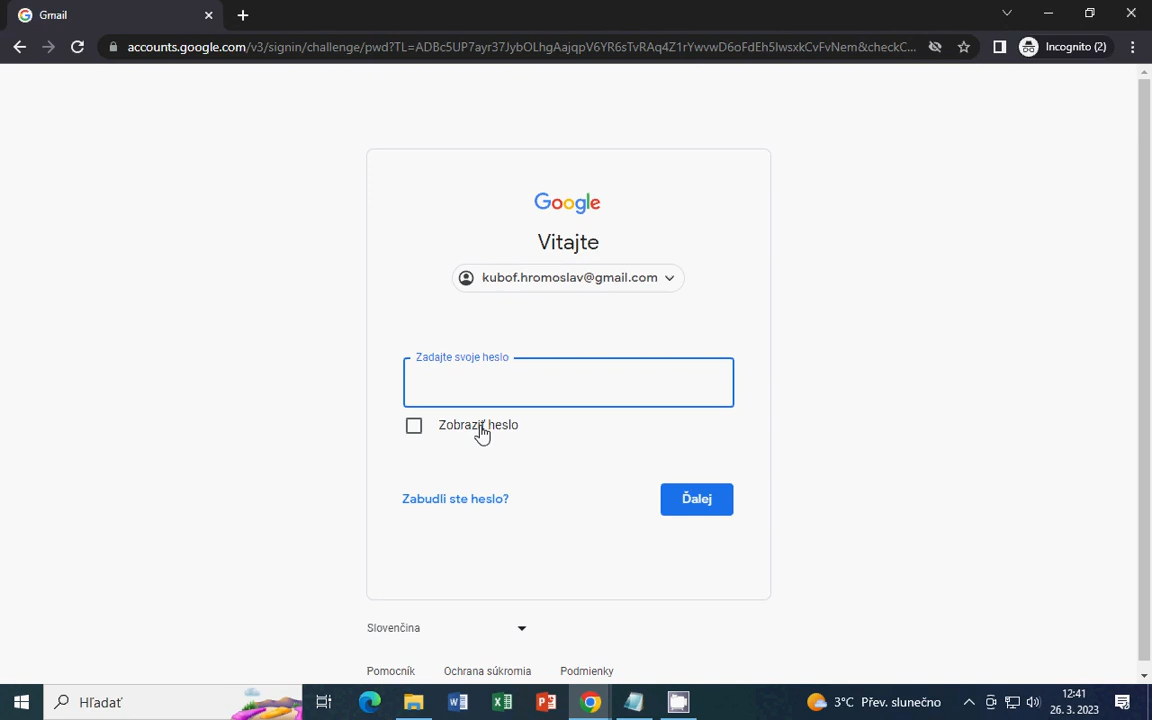 Gmail
accounts.google.com/v3/signin/challenge/pwd?TL=ADBc5UP7ayr37JybOLhgAajqpV6YR6sTvRAq4Z1rYwvwD6oFdEh5lwsxkCvFvNem&checkC...
Incognito (2)
Google
Vitajte
kubof.hromoslav@gmail.com
Zadajte svoje heslo
Zobraziť heslo
Zabudli ste heslo?
Ďalej
Slovenčina
Pomocník Ochrana súkromia Podmienky
Hľadať
3°C Přev. slunečno
12:41
26. 3. 2023